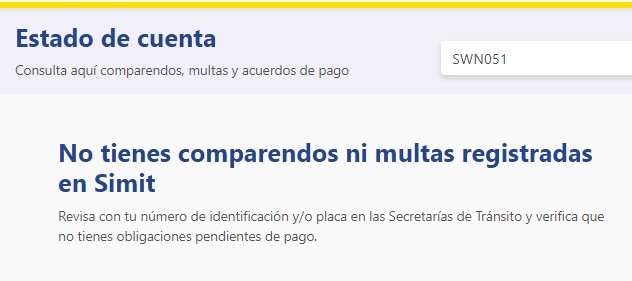 Estado de cuenta
Consulta aquí comparendos, multas y acuerdos de pago
SWN051
No tienes comparendos ni multas registradas
en Simit
Revisa con tu número de identificación y/o placa en las Secretarías de Tránsito y verifica que
no tienes obligaciones pendientes de pago.